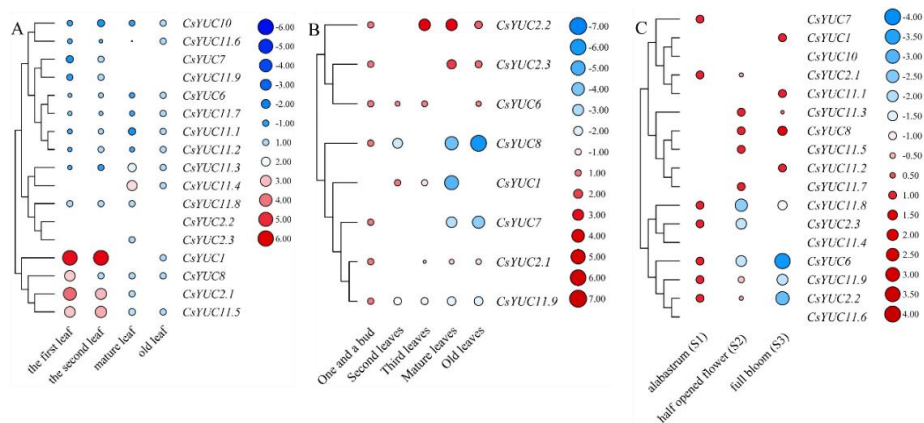 A
CsYUC10
CsYUC11.6
CsYUC7
CsYUC11.9
CsYUC6
CsYUC11.7
CsYUC11.1
CsYUC11.2
CsYUC11.3
CsYUC11.4
CsYUC11.8
CsYUC2.2
CsYUC2.3
CsYUC1
CsYUC8
CsYUC2.1
CsYUC11.5
the first leaf
the second leaf
mature leaf
old leaf
-6.00
-5.00
-4.00
-3.00
-2.00
-1.00
1.00
2.00
3.00
4.00
5.00
6.00
B
CsYUC2.2
CsYUC2.3
CsYUC6
CsYUC8
CsYUC1
CsYUC7
CsYUC2.1
CsYUC11.9
One and a bud
Second leaves
Third leaves
Mature leaves
Old leaves
-7.00
-6.00
-5.00
-4.00
-3.00
-2.00
-1.00
1.00
2.00
3.00
4.00
5.00
6.00
7.00
C
CsYUC7
CsYUC1
CsYUC10
CsYUC2.1
CsYUC11.1
CsYUC11.3
CsYUC8
CsYUC11.5
CsYUC11.2
CsYUC11.7
CsYUC11.8
CsYUC2.3
CsYUC11.4
CsYUC6
CsYUC11.9
CsYUC2.2
CsYUC11.6
alabastrum (S1)
half opened flower (S2)
full bloom (S3)
-4.00
-3.50
-3.00
-2.50
-2.00
-1.50
-1.00
-0.50
0.50
1.00
1.50
2.00
2.50
3.00
3.50
4.00